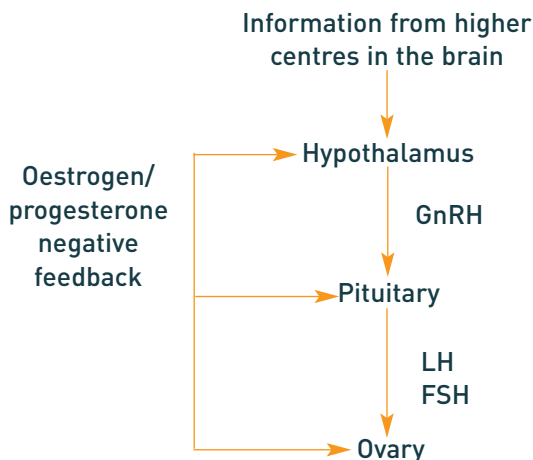 Information from higher
centres in the brain
Hypothalamus
Oestrogen/
progesterone
negative
feedback
GnRH
Pituitary
LH
FSH
Ovary